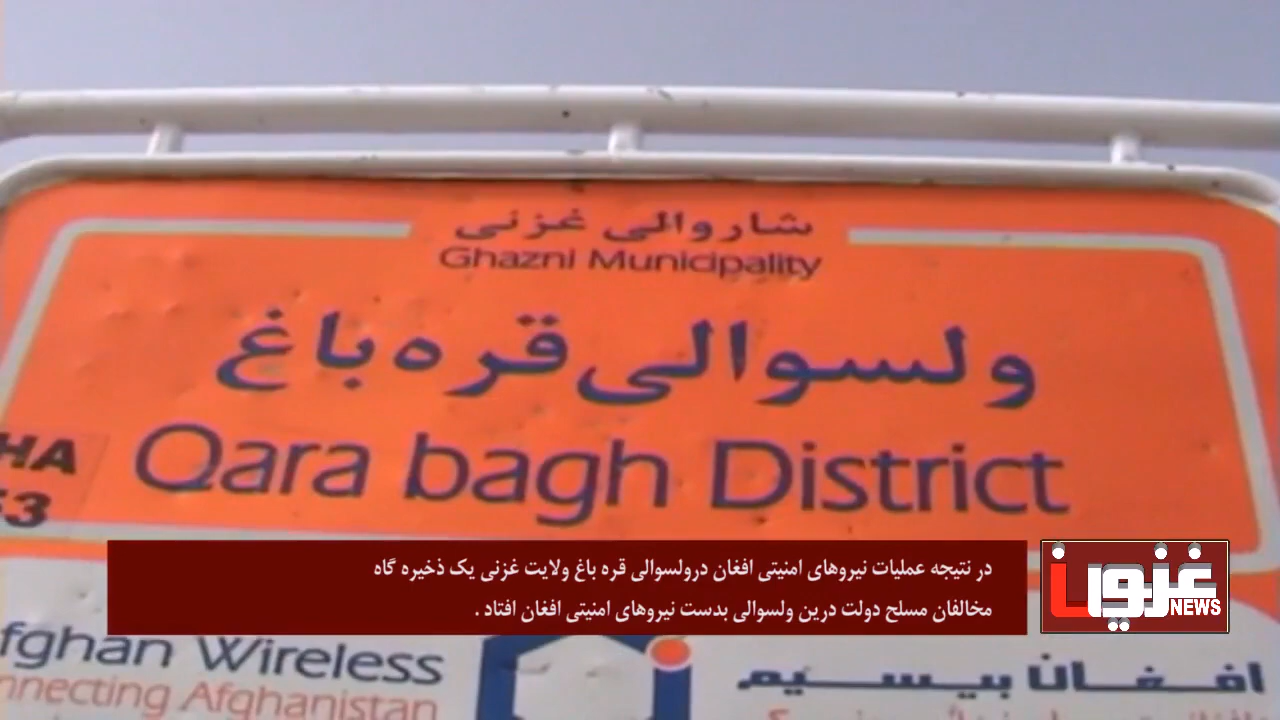 شاروالی غزنی
Ghazni Municipality
ولسوالی قره باغ
Qara bagh District
HA
53
در نتیجه عملیات نیروهای امنیتی افغان درولسوالی قره باغ ولایت غزنی یک ذخیره گاه
مخالفان مسلح دولت درین ولسوالی بدست نیروهای امنیتی افغان افتاد .
NEWS
fghan Wireless
افغان بیسیم
nnecting Afghanistan